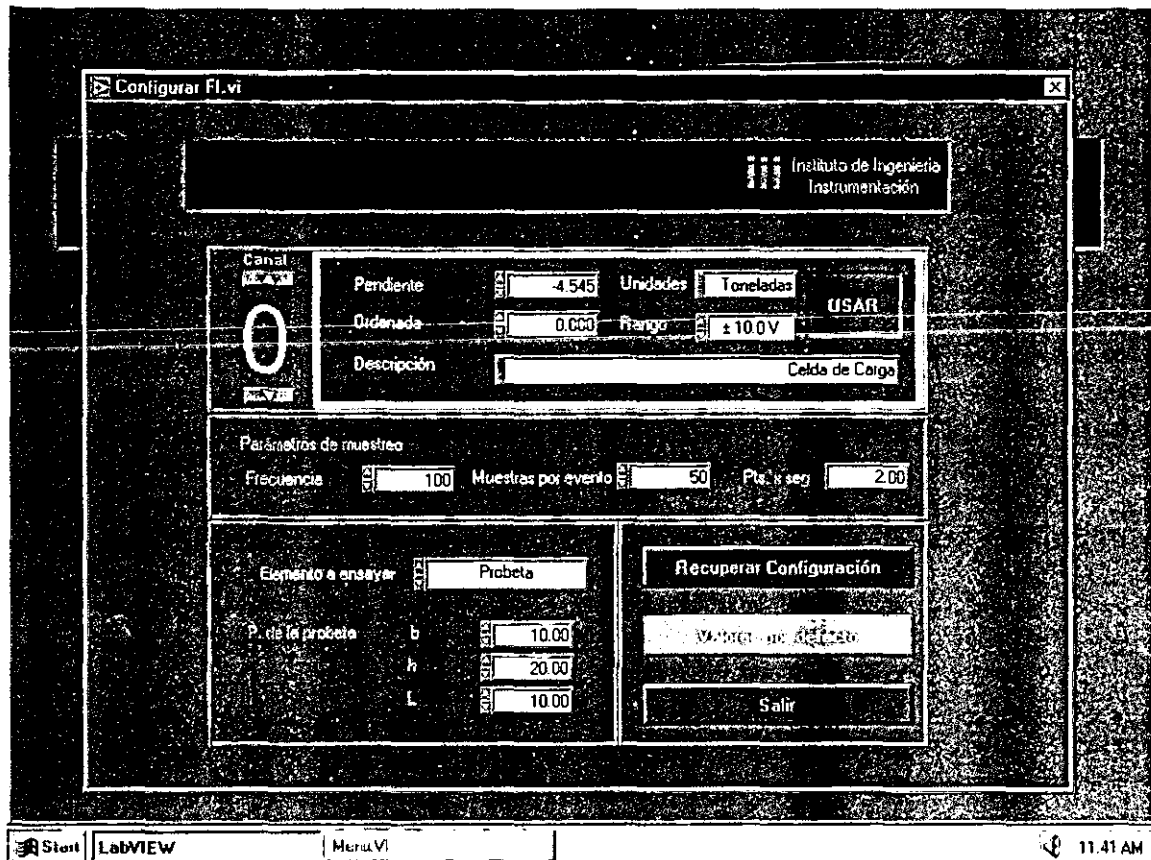 Configurar FI.vi
Instituto de Ingeniería
Instrumentación
Canal
0
Pendiente -4.545 Unidades Toneladas
USAR
Ordenada 0.000 Rango ± 10.0 V
Descripción Celda de Carga
Parámetros de muestreo
Frecuencia 100 Muestras por evento 50 Pts. x seg 2.00
Elemento a ensayar Probeta
P. de la probeta b 10.00
h 20.00
L 10.00
Recuperar Configuración
Salir
Start LabVIEW Menu.VI 11.41 AM